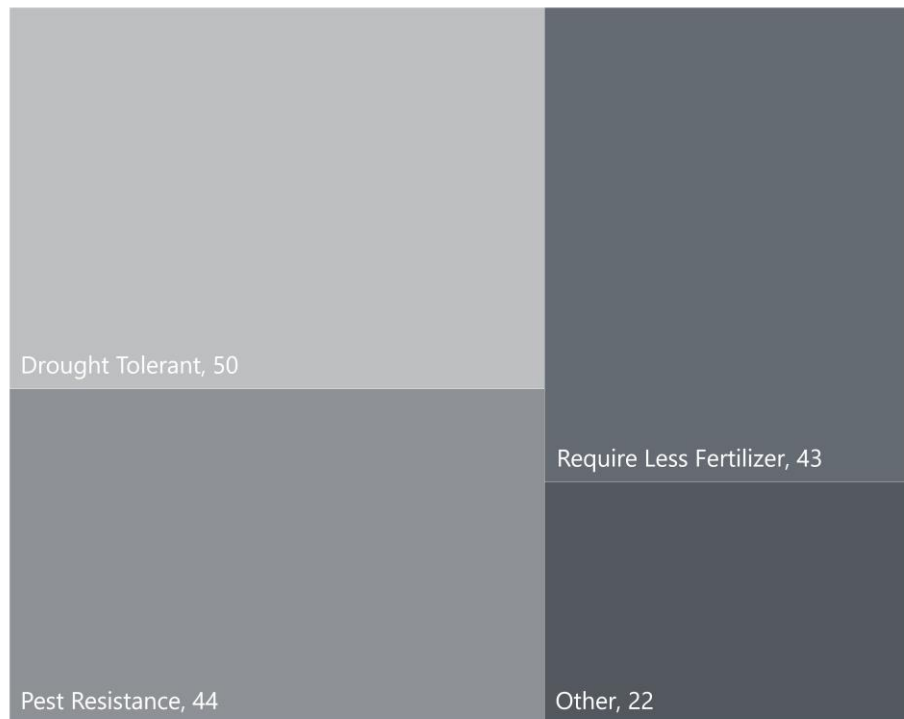 Drought Tolerant, 50
Require Less Fertilizer, 43
Pest Resistance, 44
Other, 22